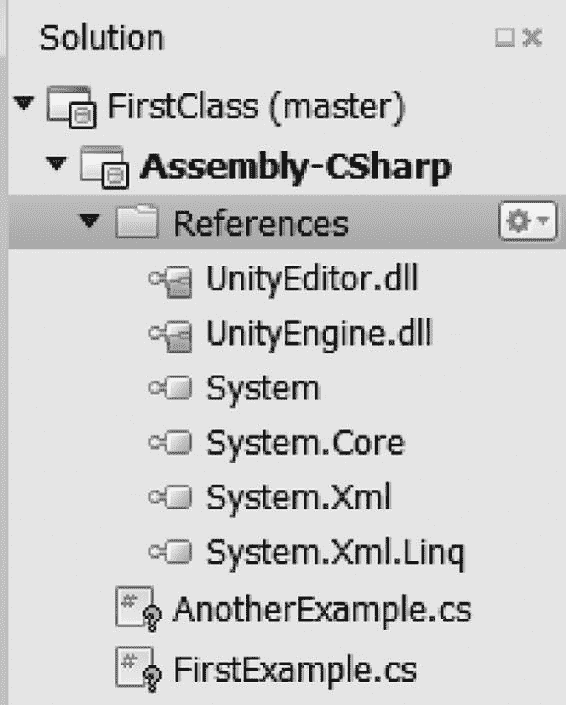 Solution
FirstClass (master)
Assembly-CSharp
References
UnityEditor.dll
UnityEngine.dll
System
System.Core
System.Xml
System.Xml.Linq
AnotherExample.cs
FirstExample.cs